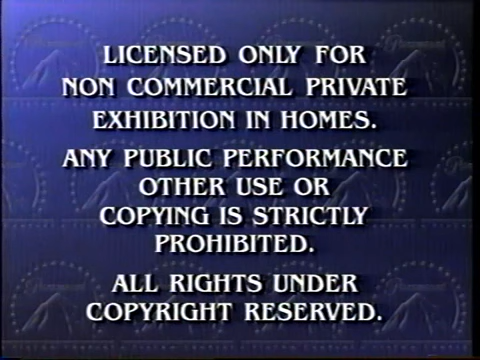 LICENSED ONLY FOR
NON COMMERCIAL PRIVATE
EXHIBITION IN HOMES.
ANY PUBLIC PERFORMANCE
OTHER USE OR
COPYING IS STRICTLY
PROHIBITED.
ALL RIGHTS UNDER
COPYRIGHT RESERVED.